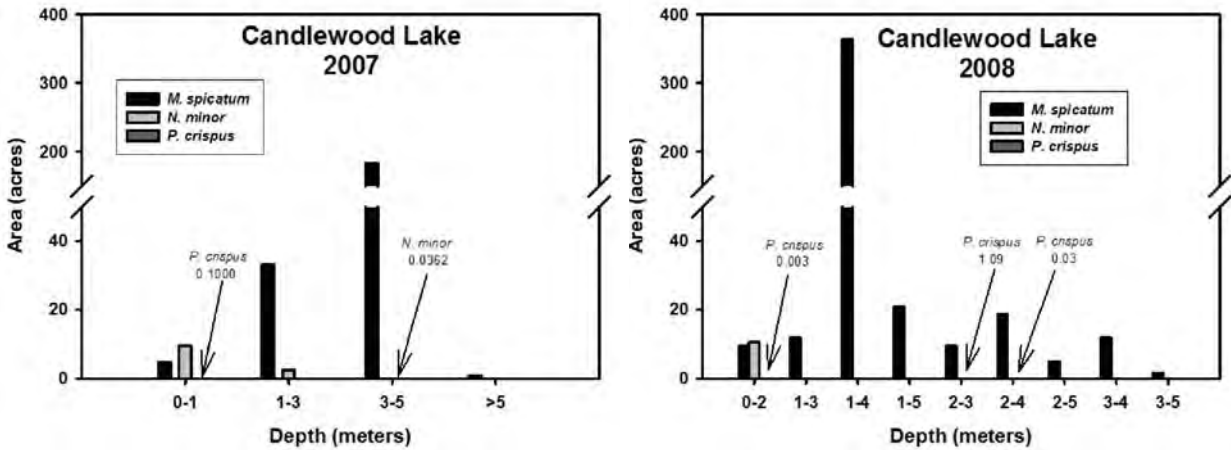 Candlewood Lake
2007
M. spicatum
N. minor
P. crispus
Area (acres)
400
300
200
40
20
0
P. crispus
0.1000
N. minor
0.0362
0-1
1-3
3-5
>5
Depth (meters)
Candlewood Lake
2008
M. spicatum
N. minor
P. crispus
Area (acres)
400
300
200
40
20
0
P. crispus
0.003
P. crispus
1.09
P. crispus
0.03
0-2
1-3
1-4
1-5
2-3
2-4
2-5
3-4
3-5
Depth (meters)